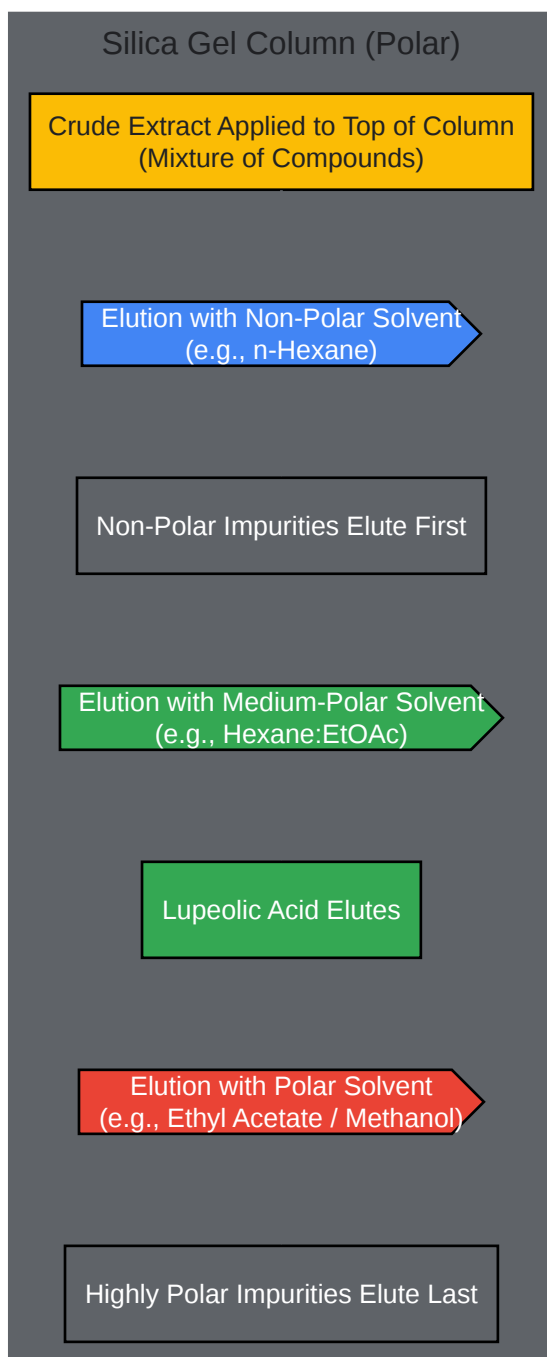 Silica Gel Column (Polar)
Crude Extract Applied to Top of Column
(Mixture of Compounds)
Elution with Non-Polar Solvent
(e.g., n-Hexane)
Non-Polar Impurities Elute First
Elution with Medium-Polar Solvent
(e.g., Hexane:EtOAc)
Lupeolic Acid Elutes
Elution with Polar Solvent
(e.g., Ethyl Acetate / Methanol)
Highly Polar Impurities Elute Last